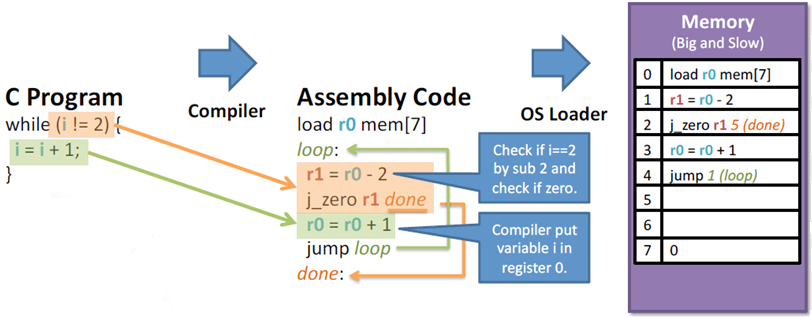 C Program
while (i != 2) {
i = i + 1;
}
Compiler
Assembly Code
load r0 mem[7]
loop:
r1 = r0 - 2
j_zero r1 done
r0 = r0 + 1
jump loop
done:
Check if i==2
by sub 2 and
check if zero.
Compiler put
variable i in
register 0.
OS Loader
Memory
(Big and Slow)
0 load r0 mem[7]
1 r1 = r0 - 2
2 j_zero r1 5 (done)
3 r0 = r0 + 1
4 jump 1 (loop)
5
6
7 0